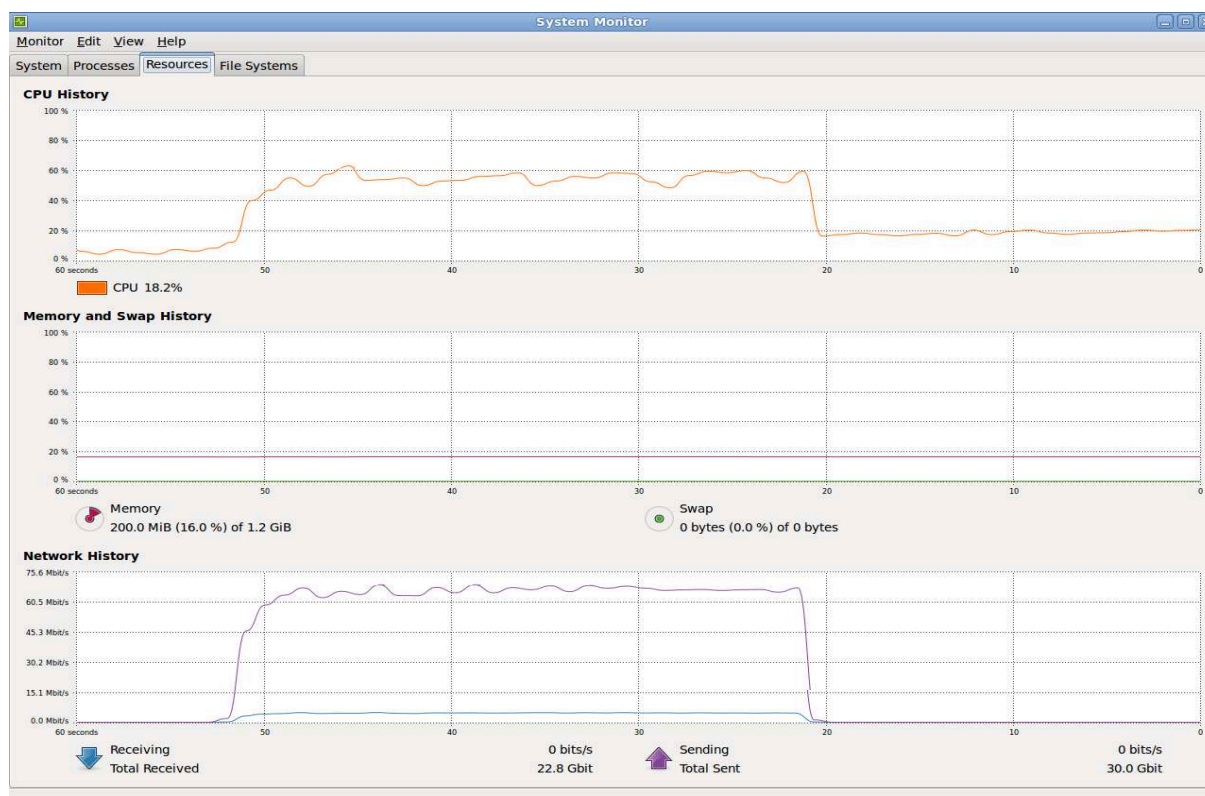 System Monitor
Monitor Edit View Help
System Processes Resources File Systems
CPU History
100 %
80 %
60 %
40 %
20 %
0 %
60 seconds 50 40 30 20 10 0
CPU 18.2%
Memory and Swap History
100 %
80 %
60 %
40 %
20 %
0 %
60 seconds 50 40 30 20 10 0
Memory
200.0 MiB (16.0 %) of 1.2 GiB
Swap
0 bytes (0.0 %) of 0 bytes
Network History
75.6 Mbit/s
60.5 Mbit/s
45.3 Mbit/s
30.2 Mbit/s
15.1 Mbit/s
0.0 Mbit/s
60 seconds 50 40 30 20 10 0
Receiving 0 bits/s
Total Received 22.8 Gbit
Sending 0 bits/s
Total Sent 30.0 Gbit